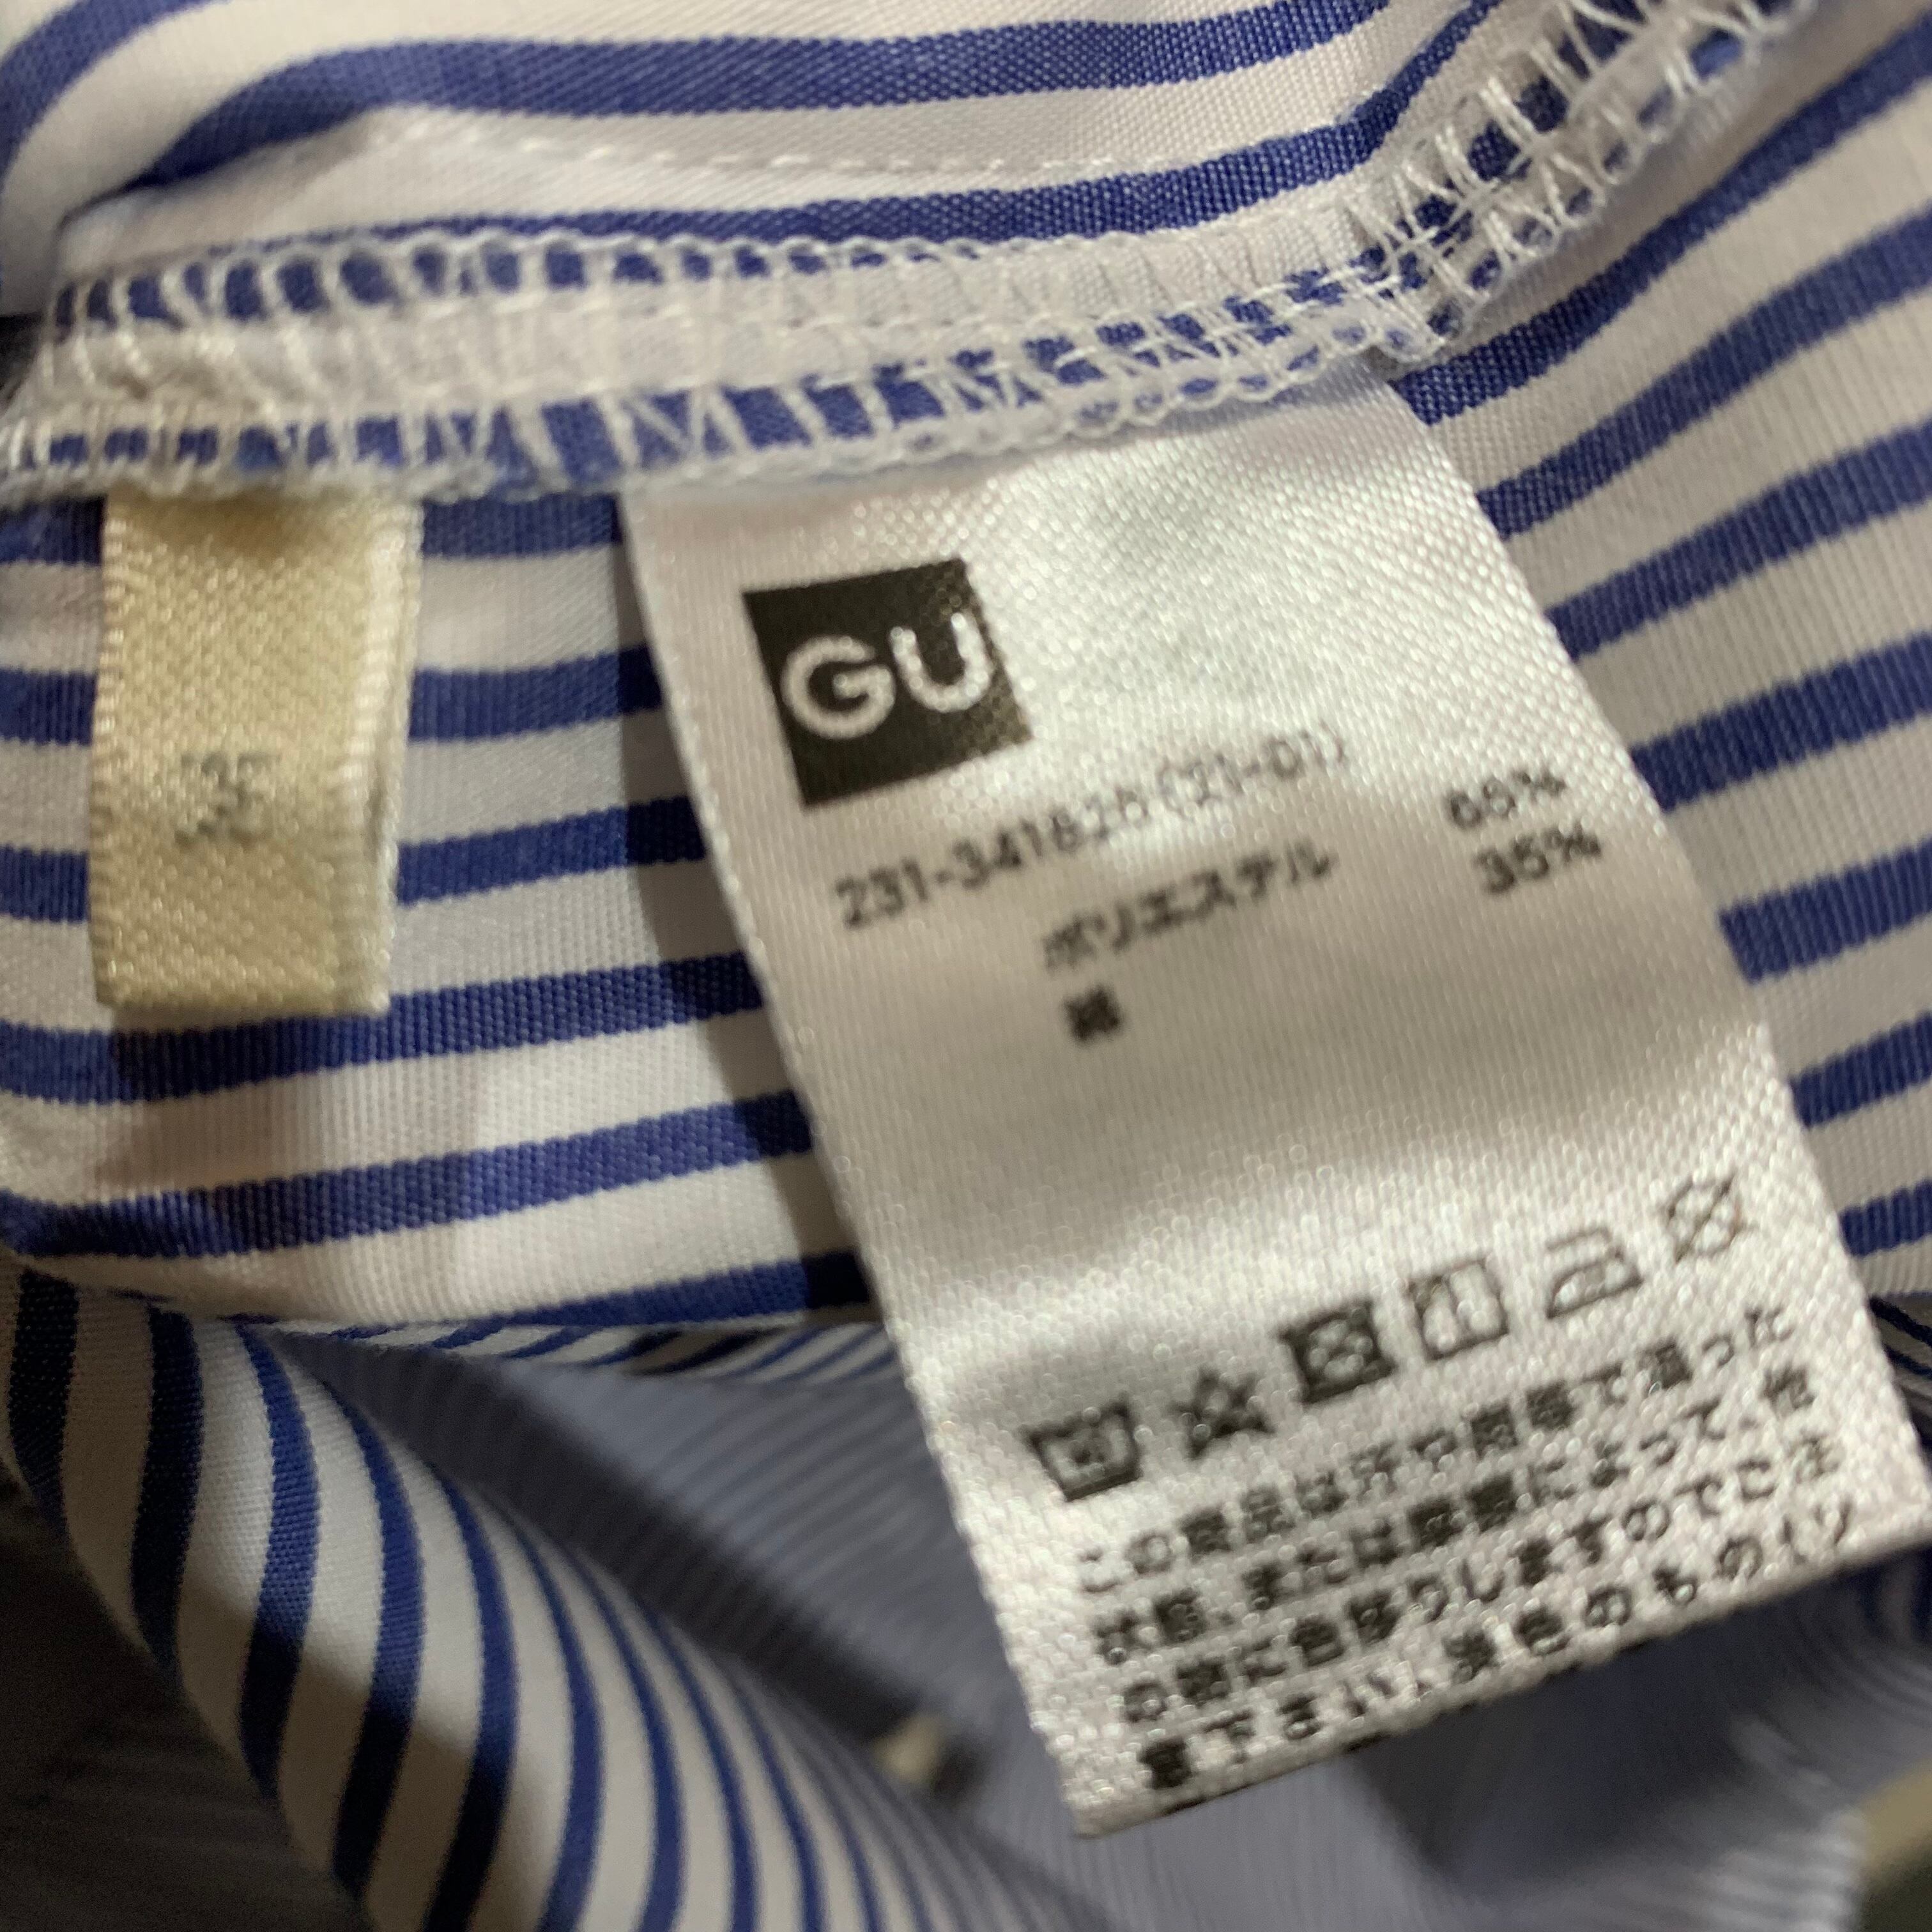 GU
231-341826(21-01)
ポリエステル 65%
綿 35%
この商品は汗や雨等で湿った
状態、または摩擦によって、他
の物に色移りしますのでご注
意下さい。淡色のもの(ソ